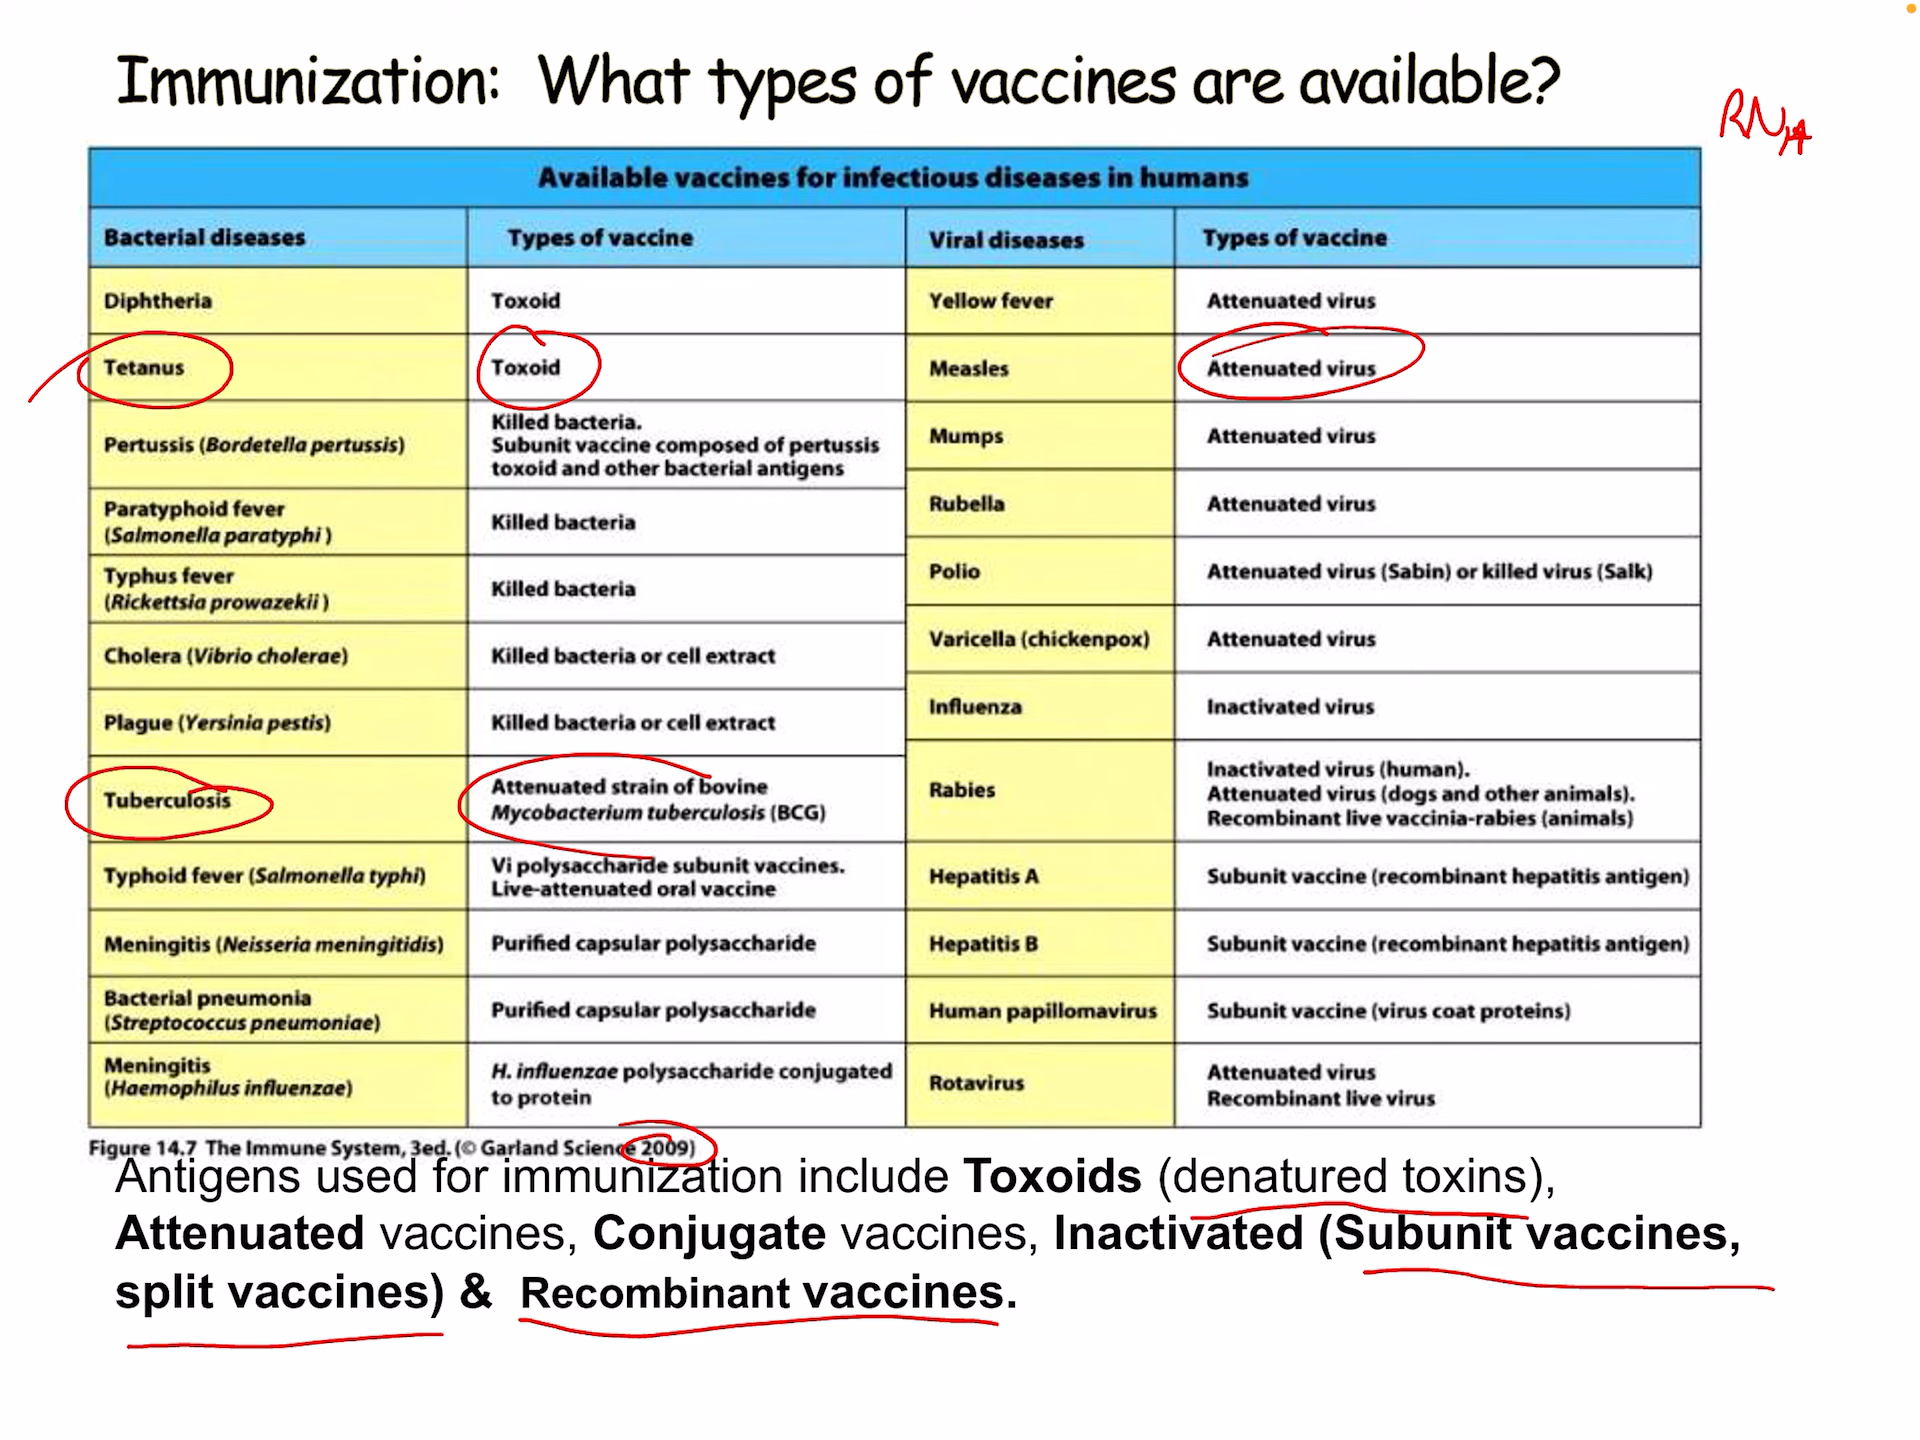 Immunization: What types of vaccines are available?
RNA
Available vaccines for infectious diseases in humans
Bacterial diseases
Types of vaccine
Viral diseases
Types of vaccine
Diphtheria
Toxoid
Yellow fever
Attenuated virus
Tetanus
Toxoid
Measles
Attenuated virus
Pertussis (Bordetella pertussis)
Killed bacteria.
Subunit vaccine composed of pertussis
toxoid and other bacterial antigens
Mumps
Attenuated virus
Paratyphoid fever
(Salmonella paratyphi )
Killed bacteria
Rubella
Attenuated virus
Typhus fever
(Rickettsia prowazekii )
Killed bacteria
Polio
Attenuated virus (Sabin) or killed virus (Salk)
Cholera (Vibrio cholerae)
Killed bacteria or cell extract
Varicella (chickenpox)
Attenuated virus
Plague (Yersinia pestis)
Killed bacteria or cell extract
Influenza
Inactivated virus
Tuberculosis
Attenuated strain of bovine
Mycobacterium tuberculosis (BCG)
Rabies
Inactivated virus (human).
Attenuated virus (dogs and other animals).
Recombinant live vaccinia-rabies (animals)
Typhoid fever (Salmonella typhi)
Vi polysaccharide subunit vaccines.
Live-attenuated oral vaccine
Hepatitis A
Subunit vaccine (recombinant hepatitis antigen)
Meningitis (Neisseria meningitidis)
Purified capsular polysaccharide
Hepatitis B
Subunit vaccine (recombinant hepatitis antigen)
Bacterial pneumonia
(Streptococcus pneumoniae)
Purified capsular polysaccharide
Human papillomavirus
Subunit vaccine (virus coat proteins)
Meningitis
(Haemophilus influenzae)
H. influenzae polysaccharide conjugated
to protein
Rotavirus
Attenuated virus
Recombinant live virus
Figure 14.7 The Immune System, 3ed. (© Garland Science 2009)
Antigens used for immunization include Toxoids (denatured toxins),
Attenuated vaccines, Conjugate vaccines, Inactivated (Subunit vaccines,
split vaccines) & Recombinant vaccines.